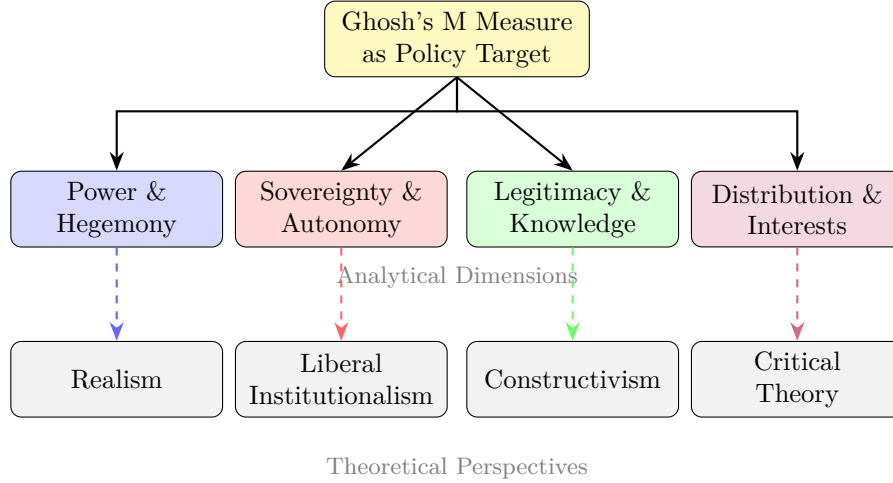 Ghosh's M Measure
as Policy Target
Power &
Hegemony
Sovereignty &
Autonomy
Legitimacy &
Knowledge
Distribution &
Interests
Analytical Dimensions
Realism
Liberal
Institutionalism
Constructivism
Critical
Theory
Theoretical Perspectives